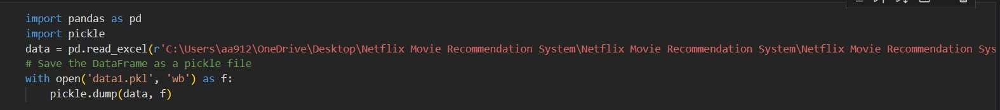 import pandas as pd
import pickle
data = pd.read_excel(r'C:\Users\aa912\OneDrive\Desktop\Netflix Movie Recommendation System\Netflix Movie Recommendation System\Netflix Movie Recommendation Sys
# Save the DataFrame as a pickle file
with open('data1.pkl', 'wb') as f:
    pickle.dump(data, f)